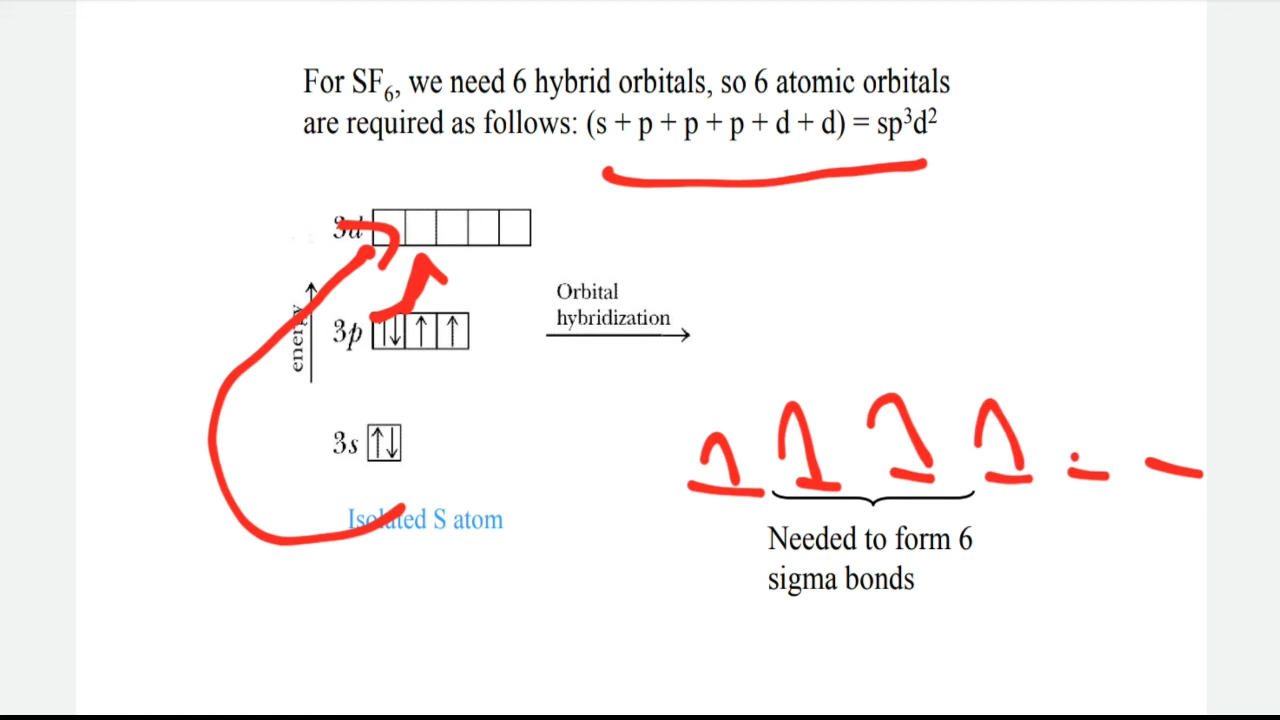 For SF₆, we need 6 hybrid orbitals, so 6 atomic orbitals
are required as follows: (s + p + p + p + d + d) = sp³d²
3d
Orbital
hybridization
energy
3p
3s
Isolated S atom
Needed to form 6
sigma bonds